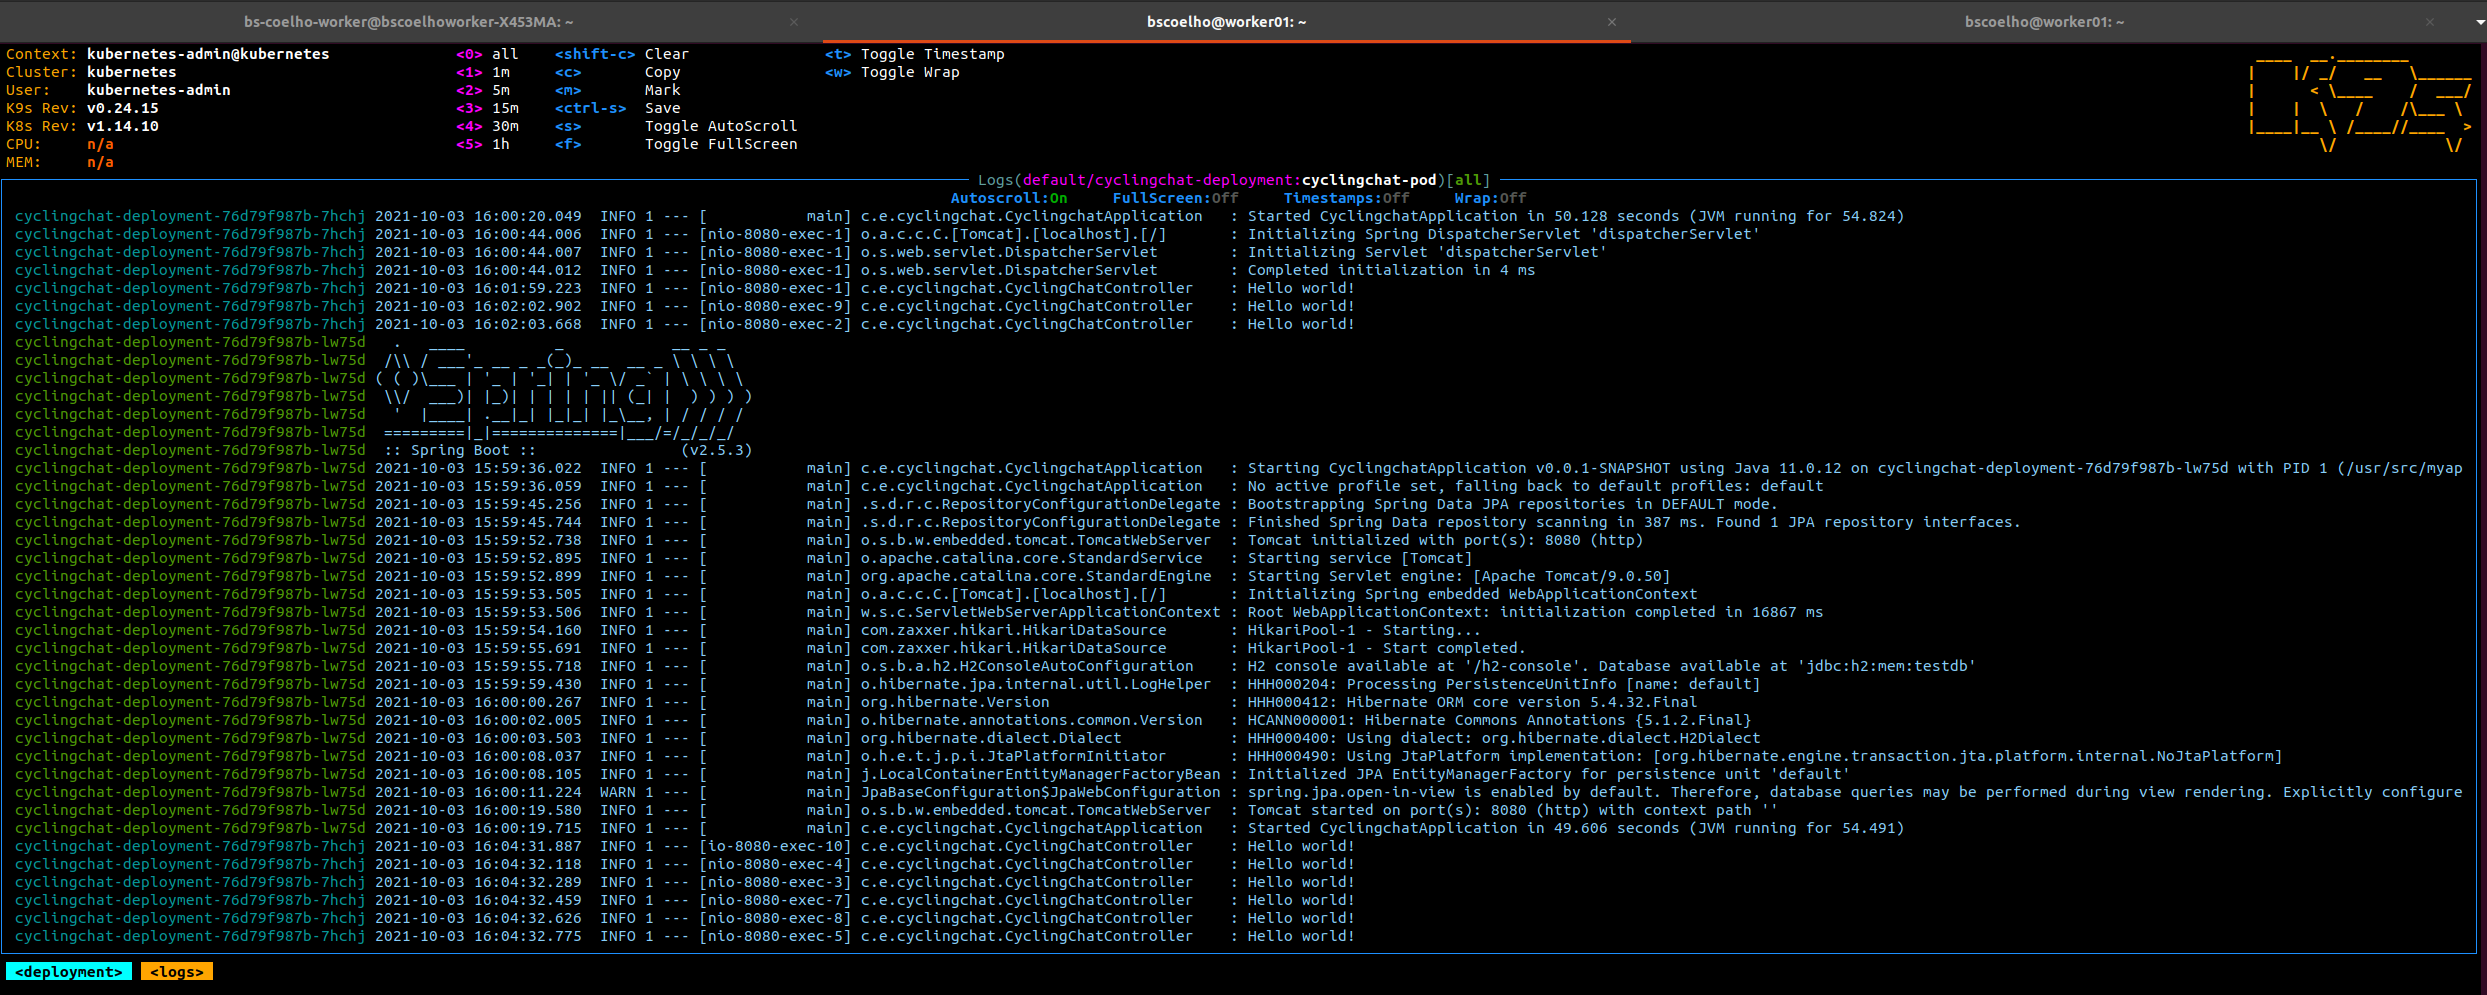 bs-coelho-worker@bscoelhoworker-X453MA: ~ × bscoelho@worker01: ~ × bscoelho@worker01: ~ ×
Context: kubernetes-admin@kubernetes <0> all <shift-c> Clear <t> Toggle Timestamp
Cluster: kubernetes <1> 1m <c> Copy <w> Toggle Wrap
User: kubernetes-admin <2> 5m <m> Mark
K9s Rev: v0.24.15 <3> 15m <ctrl-s> Save
K8s Rev: v1.14.10 <4> 30m <s> Toggle AutoScroll
CPU: n/a <5> 1h <f> Toggle FullScreen
MEM: n/a
Logs(default/cyclingchat-deployment:cyclingchat-pod)[all]
Autoscroll:On FullScreen:Off Timestamps:Off Wrap:Off
cyclingchat-deployment-76d79f987b-7hchj 2021-10-03 16:00:20.049 INFO 1 --- [ main] c.e.cyclingchat.CyclingchatApplication : Started CyclingchatApplication in 50.128 seconds (JVM running for 54.824)
cyclingchat-deployment-76d79f987b-7hchj 2021-10-03 16:00:44.006 INFO 1 --- [nio-8080-exec-1] o.a.c.c.C.[Tomcat].[localhost].[/] : Initializing Spring DispatcherServlet 'dispatcherServlet'
cyclingchat-deployment-76d79f987b-7hchj 2021-10-03 16:00:44.007 INFO 1 --- [nio-8080-exec-1] o.s.web.servlet.DispatcherServlet : Initializing Servlet 'dispatcherServlet'
cyclingchat-deployment-76d79f987b-7hchj 2021-10-03 16:00:44.012 INFO 1 --- [nio-8080-exec-1] o.s.web.servlet.DispatcherServlet : Completed initialization in 4 ms
cyclingchat-deployment-76d79f987b-7hchj 2021-10-03 16:01:59.223 INFO 1 --- [nio-8080-exec-1] c.e.cyclingchat.CyclingChatController : Hello world!
cyclingchat-deployment-76d79f987b-7hchj 2021-10-03 16:02:02.902 INFO 1 --- [nio-8080-exec-9] c.e.cyclingchat.CyclingChatController : Hello world!
cyclingchat-deployment-76d79f987b-7hchj 2021-10-03 16:02:03.668 INFO 1 --- [nio-8080-exec-2] c.e.cyclingchat.CyclingChatController : Hello world!
cyclingchat-deployment-76d79f987b-lw75d   .   ____          _            __ _ _
cyclingchat-deployment-76d79f987b-lw75d  /\\ / ___'_ __ _ _(_)_ __  __ _ \ \ \ \
cyclingchat-deployment-76d79f987b-lw75d ( ( )\___ | '_ | '_| | '_ \/ _` | \ \ \ \
cyclingchat-deployment-76d79f987b-lw75d  \\/  ___)| |_)| | | | | || (_| |  ) ) ) )
cyclingchat-deployment-76d79f987b-lw75d   '  |____| .__|_| |_|_| |_\__, | / / / /
cyclingchat-deployment-76d79f987b-lw75d  =========|_|==============|___/=/_/_/_/
cyclingchat-deployment-76d79f987b-lw75d  :: Spring Boot ::                (v2.5.3)
cyclingchat-deployment-76d79f987b-lw75d 2021-10-03 15:59:36.022 INFO 1 --- [ main] c.e.cyclingchat.CyclingchatApplication : Starting CyclingchatApplication v0.0.1-SNAPSHOT using Java 11.0.12 on cyclingchat-deployment-76d79f987b-lw75d with PID 1 (/usr/src/myap
cyclingchat-deployment-76d79f987b-lw75d 2021-10-03 15:59:36.059 INFO 1 --- [ main] c.e.cyclingchat.CyclingchatApplication : No active profile set, falling back to default profiles: default
cyclingchat-deployment-76d79f987b-lw75d 2021-10-03 15:59:45.256 INFO 1 --- [ main] .s.d.r.c.RepositoryConfigurationDelegate : Bootstrapping Spring Data JPA repositories in DEFAULT mode.
cyclingchat-deployment-76d79f987b-lw75d 2021-10-03 15:59:45.744 INFO 1 --- [ main] .s.d.r.c.RepositoryConfigurationDelegate : Finished Spring Data repository scanning in 387 ms. Found 1 JPA repository interfaces.
cyclingchat-deployment-76d79f987b-lw75d 2021-10-03 15:59:52.738 INFO 1 --- [ main] o.s.b.w.embedded.tomcat.TomcatWebServer : Tomcat initialized with port(s): 8080 (http)
cyclingchat-deployment-76d79f987b-lw75d 2021-10-03 15:59:52.895 INFO 1 --- [ main] o.apache.catalina.core.StandardService : Starting service [Tomcat]
cyclingchat-deployment-76d79f987b-lw75d 2021-10-03 15:59:52.899 INFO 1 --- [ main] org.apache.catalina.core.StandardEngine : Starting Servlet engine: [Apache Tomcat/9.0.50]
cyclingchat-deployment-76d79f987b-lw75d 2021-10-03 15:59:53.505 INFO 1 --- [ main] o.a.c.c.C.[Tomcat].[localhost].[/] : Initializing Spring embedded WebApplicationContext
cyclingchat-deployment-76d79f987b-lw75d 2021-10-03 15:59:53.506 INFO 1 --- [ main] w.s.c.ServletWebServerApplicationContext : Root WebApplicationContext: initialization completed in 16867 ms
cyclingchat-deployment-76d79f987b-lw75d 2021-10-03 15:59:54.160 INFO 1 --- [ main] com.zaxxer.hikari.HikariDataSource : HikariPool-1 - Starting...
cyclingchat-deployment-76d79f987b-lw75d 2021-10-03 15:59:55.691 INFO 1 --- [ main] com.zaxxer.hikari.HikariDataSource : HikariPool-1 - Start completed.
cyclingchat-deployment-76d79f987b-lw75d 2021-10-03 15:59:55.718 INFO 1 --- [ main] o.s.b.a.h2.H2ConsoleAutoConfiguration : H2 console available at '/h2-console'. Database available at 'jdbc:h2:mem:testdb'
cyclingchat-deployment-76d79f987b-lw75d 2021-10-03 15:59:59.430 INFO 1 --- [ main] o.hibernate.jpa.internal.util.LogHelper : HHH000204: Processing PersistenceUnitInfo [name: default]
cyclingchat-deployment-76d79f987b-lw75d 2021-10-03 16:00:00.267 INFO 1 --- [ main] org.hibernate.Version : HHH000412: Hibernate ORM core version 5.4.32.Final
cyclingchat-deployment-76d79f987b-lw75d 2021-10-03 16:00:02.005 INFO 1 --- [ main] o.hibernate.annotations.common.Version : HCANN000001: Hibernate Commons Annotations {5.1.2.Final}
cyclingchat-deployment-76d79f987b-lw75d 2021-10-03 16:00:03.503 INFO 1 --- [ main] org.hibernate.dialect.Dialect : HHH000400: Using dialect: org.hibernate.dialect.H2Dialect
cyclingchat-deployment-76d79f987b-lw75d 2021-10-03 16:00:08.037 INFO 1 --- [ main] o.h.e.t.j.p.i.JtaPlatformInitiator : HHH000490: Using JtaPlatform implementation: [org.hibernate.engine.transaction.jta.platform.internal.NoJtaPlatform]
cyclingchat-deployment-76d79f987b-lw75d 2021-10-03 16:00:08.105 INFO 1 --- [ main] j.LocalContainerEntityManagerFactoryBean : Initialized JPA EntityManagerFactory for persistence unit 'default'
cyclingchat-deployment-76d79f987b-lw75d 2021-10-03 16:00:11.224 WARN 1 --- [ main] JpaBaseConfiguration$JpaWebConfiguration : spring.jpa.open-in-view is enabled by default. Therefore, database queries may be performed during view rendering. Explicitly configure
cyclingchat-deployment-76d79f987b-lw75d 2021-10-03 16:00:19.580 INFO 1 --- [ main] o.s.b.w.embedded.tomcat.TomcatWebServer : Tomcat started on port(s): 8080 (http) with context path ''
cyclingchat-deployment-76d79f987b-lw75d 2021-10-03 16:00:19.715 INFO 1 --- [ main] c.e.cyclingchat.CyclingchatApplication : Started CyclingchatApplication in 49.606 seconds (JVM running for 54.491)
cyclingchat-deployment-76d79f987b-7hchj 2021-10-03 16:04:31.887 INFO 1 --- [io-8080-exec-10] c.e.cyclingchat.CyclingChatController : Hello world!
cyclingchat-deployment-76d79f987b-7hchj 2021-10-03 16:04:32.118 INFO 1 --- [nio-8080-exec-4] c.e.cyclingchat.CyclingChatController : Hello world!
cyclingchat-deployment-76d79f987b-7hchj 2021-10-03 16:04:32.289 INFO 1 --- [nio-8080-exec-3] c.e.cyclingchat.CyclingChatController : Hello world!
cyclingchat-deployment-76d79f987b-7hchj 2021-10-03 16:04:32.459 INFO 1 --- [nio-8080-exec-7] c.e.cyclingchat.CyclingChatController : Hello world!
cyclingchat-deployment-76d79f987b-7hchj 2021-10-03 16:04:32.626 INFO 1 --- [nio-8080-exec-8] c.e.cyclingchat.CyclingChatController : Hello world!
cyclingchat-deployment-76d79f987b-7hchj 2021-10-03 16:04:32.775 INFO 1 --- [nio-8080-exec-5] c.e.cyclingchat.CyclingChatController : Hello world!
<deployment> <logs>